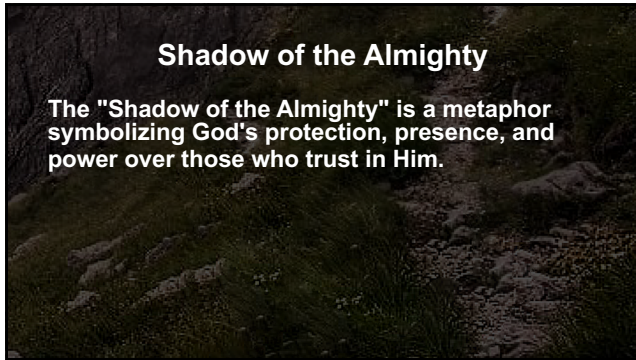 Shadow of the Almighty
The "Shadow of the Almighty" is a metaphor
symbolizing God's protection, presence, and
power over those who trust in Him.